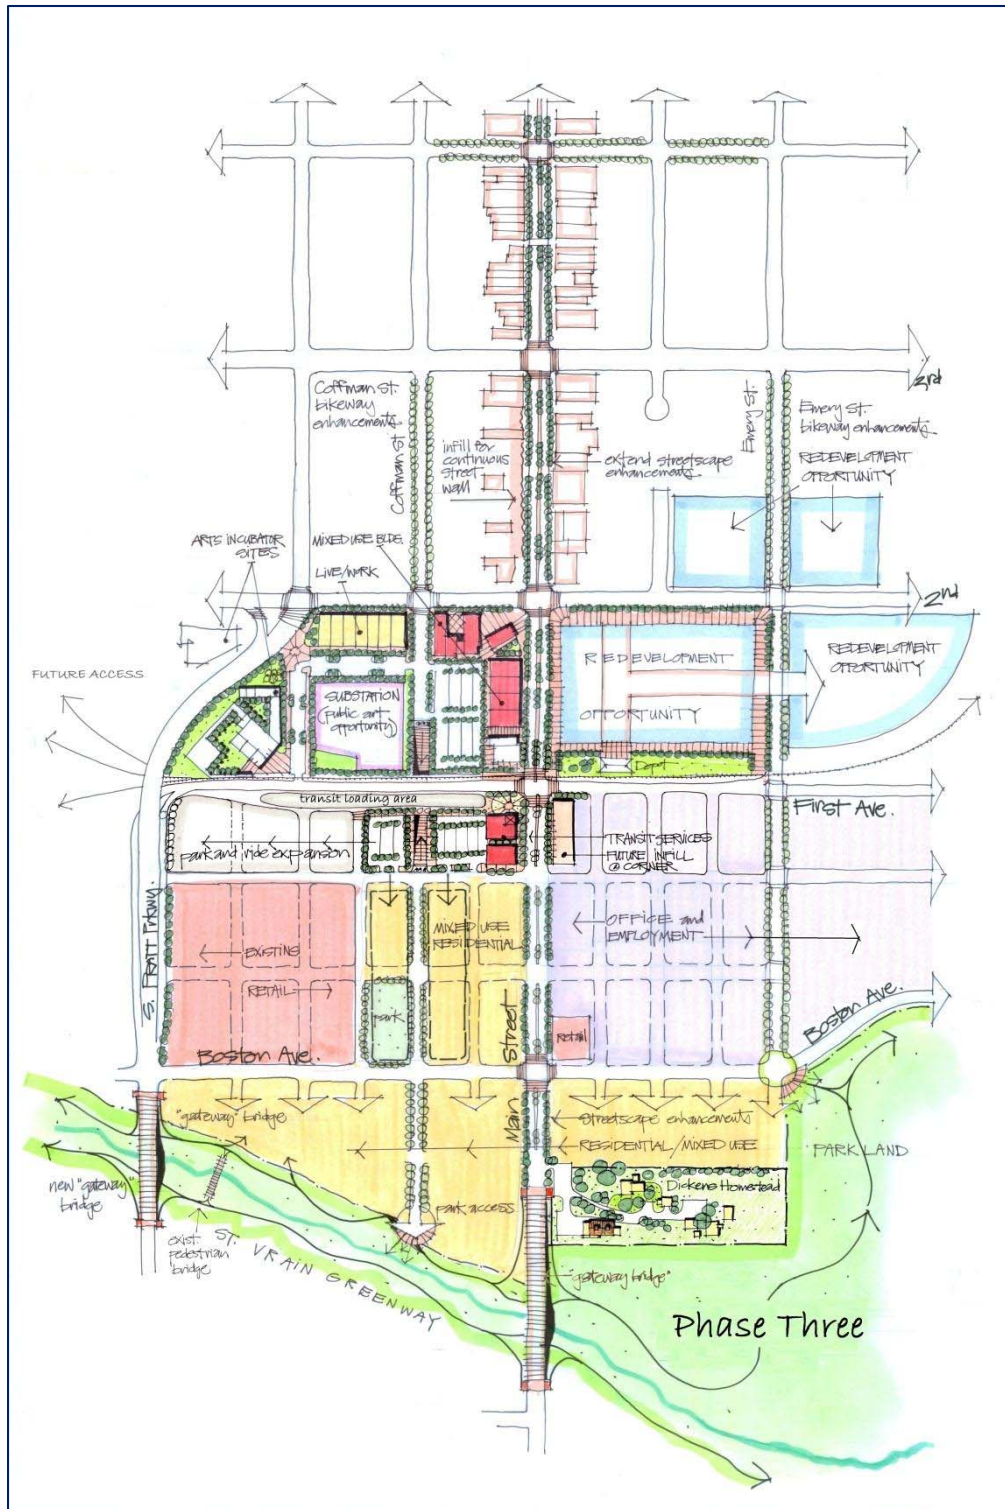 3rd
Coffman St.
bikeway
enhancements
Coffman St
infill for
continuous
street
wall
extend streetscape
enhancements
Emery St.
Emery St.
bikeway enhancements
REDEVELOPMENT
OPPORTUNITY
ARTS INCUBATOR
SITES
MIXED USE BLDG.
LIVE/WORK
2nd
FUTURE ACCESS
SUBSTATION
(public art
opportunity)
REDEVELOPMENT
OPPORTUNITY
REDEVELOPMENT
OPPORTUNITY
Depot
transit loading area
First Ave.
park and ride expansion
TRANSIT SERVICES
FUTURE INFILL
@ CORNER
S. PRATT PKWY.
EXISTING
RETAIL
MIXED USE
RESIDENTIAL
OFFICE and
EMPLOYMENT
park
Street
Retail
Boston Ave.
Boston Ave.
"gateway" bridge
Main
Streetscape enhancements
RESIDENTIAL/MIXED USE
PARK LAND
new "gateway"
bridge
Dickens Homestead
park access
exist.
pedestrian
bridge
ST. VRAIN GREENWAY
"gateway bridge"
Phase Three